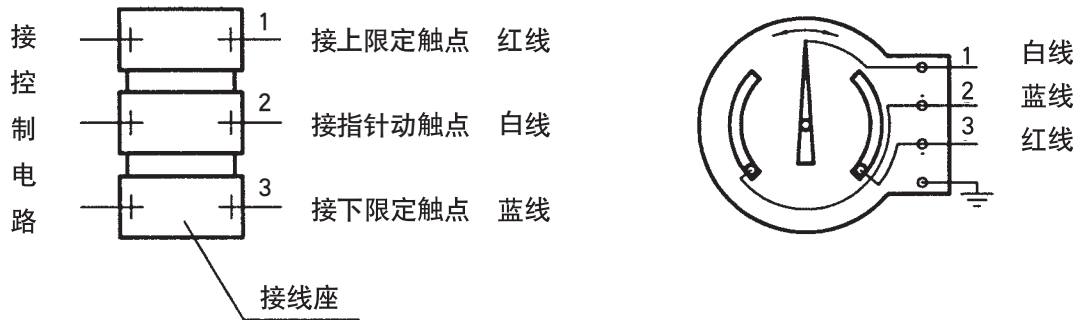 接控制电路
1
接上限定触点 红线
2
接指针动触点 白线
3
接下限定触点 蓝线
接线座
1 白线
2 蓝线
3 红线